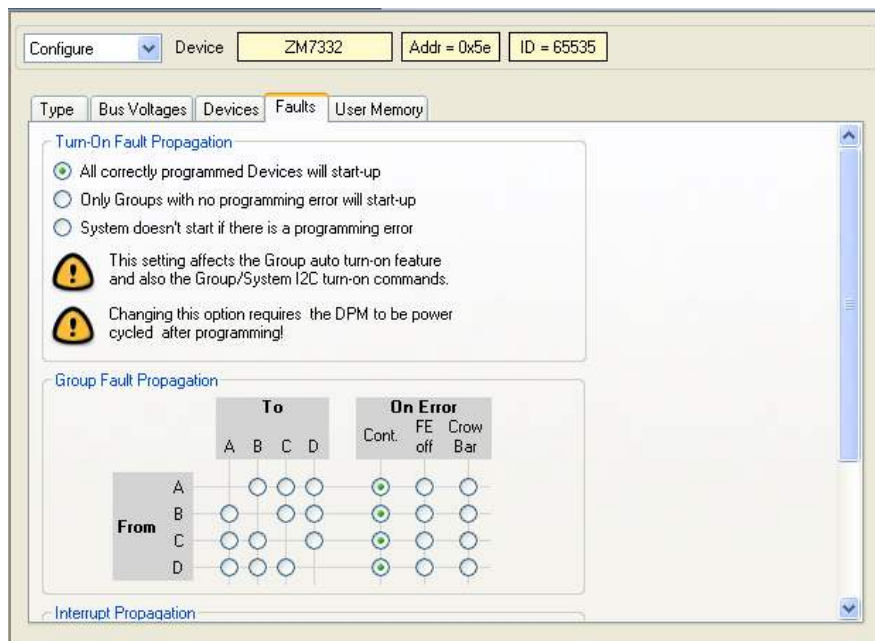 Configure Device ZM7332 Addr = 0x5e ID = 65535
Type Bus Voltages Devices Faults User Memory
Turn-On Fault Propagation
All correctly programmed Devices will start-up
Only Groups with no programming error will start-up
System doesn't start if there is a programming error
This setting affects the Group auto turn-on feature
and also the Group/System I2C turn-on commands.
Changing this option requires the DPM to be power
cycled after programming!
Group Fault Propagation
To On Error
A B C D Cont. FE off Crow Bar
A
B
From
C
D
Interrupt Propagation